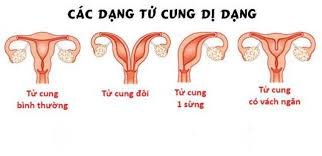 CÁC DẠNG TỬ CUNG DỊ DẠNG
Tử cung
bình thường
Tử cung đôi
Tử cung
1 sừng
Tử cung
có vách ngăn